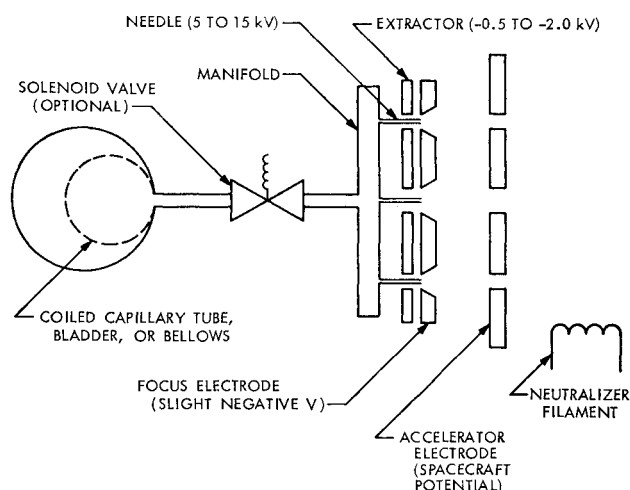 NEEDLE (5 TO 15 kV)
EXTRACTOR (-0.5 TO -2.0 kV)
MANIFOLD
SOLENOID VALVE
(OPTIONAL)
COILED CAPILLARY TUBE,
BLADDER, OR BELLOWS
FOCUS ELECTRODE
(SLIGHT NEGATIVE V)
ACCELERATOR
ELECTRODE
(SPACECRAFT
POTENTIAL)
NEUTRALIZER
FILAMENT